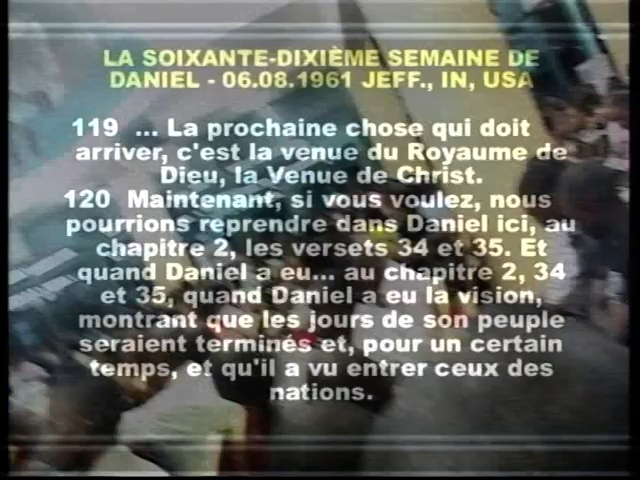 LA SOIXANTE-DIXIÈME SEMAINE DE
DANIEL - 06.08.1961 JEFF., IN, USA
119 ... La prochaine chose qui doit
arriver, c'est la venue du Royaume de
Dieu, la Venue de Christ.
120 Maintenant, si vous voulez, nous
pourrions reprendre dans Daniel ici, au
chapitre 2, les versets 34 et 35. Et
quand Daniel a eu... au chapitre 2, 34
et 35, quand Daniel a eu la vision,
montrant que les jours de son peuple
seraient terminés et, pour un certain
temps, et qu'il a vu entrer ceux des
nations.